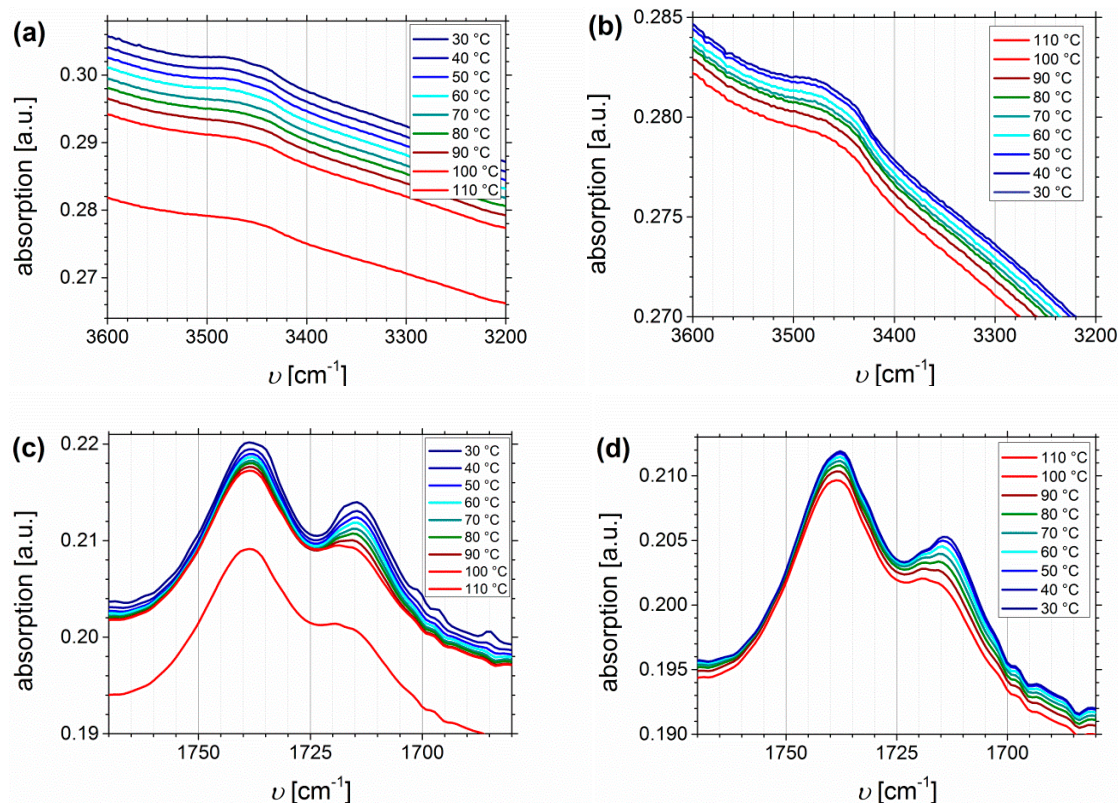 (a)
absorption [a.u.]
0.30
0.29
0.28
0.27
30 °C
40 °C
50 °C
60 °C
70 °C
80 °C
90 °C
100 °C
110 °C
3600 3500 3400 3300 3200
υ [cm-1]
(b)
absorption [a.u.]
0.285
0.280
0.275
0.270
110 °C
100 °C
90 °C
80 °C
70 °C
60 °C
50 °C
40 °C
30 °C
3600 3500 3400 3300 3200
υ [cm-1]
(c)
absorption [a.u.]
0.22
0.21
0.20
0.19
30 °C
40 °C
50 °C
60 °C
70 °C
80 °C
90 °C
100 °C
110 °C
1750 1725 1700
υ [cm-1]
(d)
absorption [a.u.]
0.210
0.205
0.200
0.195
0.190
110 °C
100 °C
90 °C
80 °C
70 °C
60 °C
50 °C
40 °C
30 °C
1750 1725 1700
υ [cm-1]